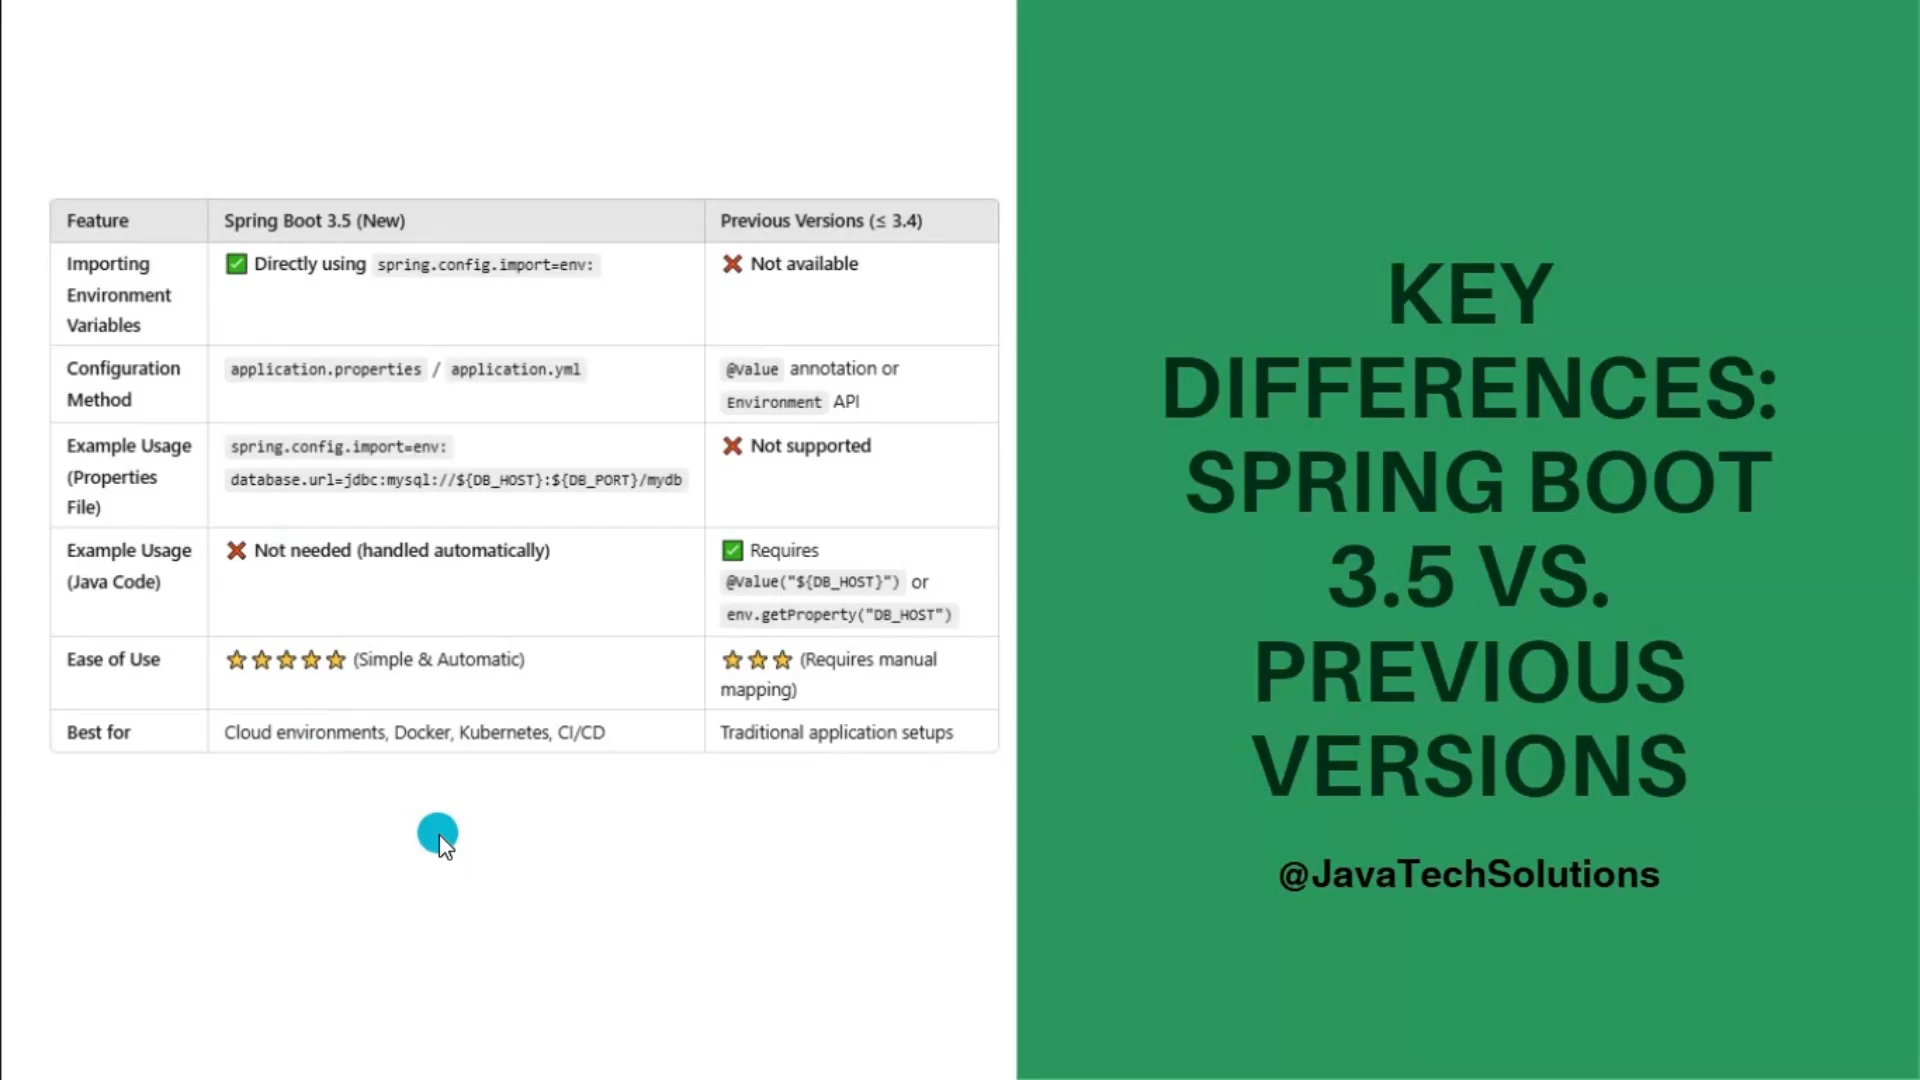 Feature Spring Boot 3.5 (New) Previous Versions (≤ 3.4)
Importing
Environment
Variables
✅ Directly using spring.config.import=env:
❌ Not available
Configuration
Method
application.properties / application.yml
@Value annotation or
Environment API
Example Usage
(Properties
File)
spring.config.import=env:
database.url=jdbc:mysql://${DB_HOST}:${DB_PORT}/mydb
❌ Not supported
Example Usage
(Java Code)
❌ Not needed (handled automatically)
✅ Requires
@Value("${DB_HOST}") or
env.getProperty("DB_HOST")
Ease of Use
⭐⭐⭐⭐⭐ (Simple & Automatic)
⭐⭐⭐ (Requires manual
mapping)
Best for
Cloud environments, Docker, Kubernetes, CI/CD
Traditional application setups
KEY
DIFFERENCES:
SPRING BOOT
3.5 VS.
PREVIOUS
VERSIONS
@JavaTechSolutions